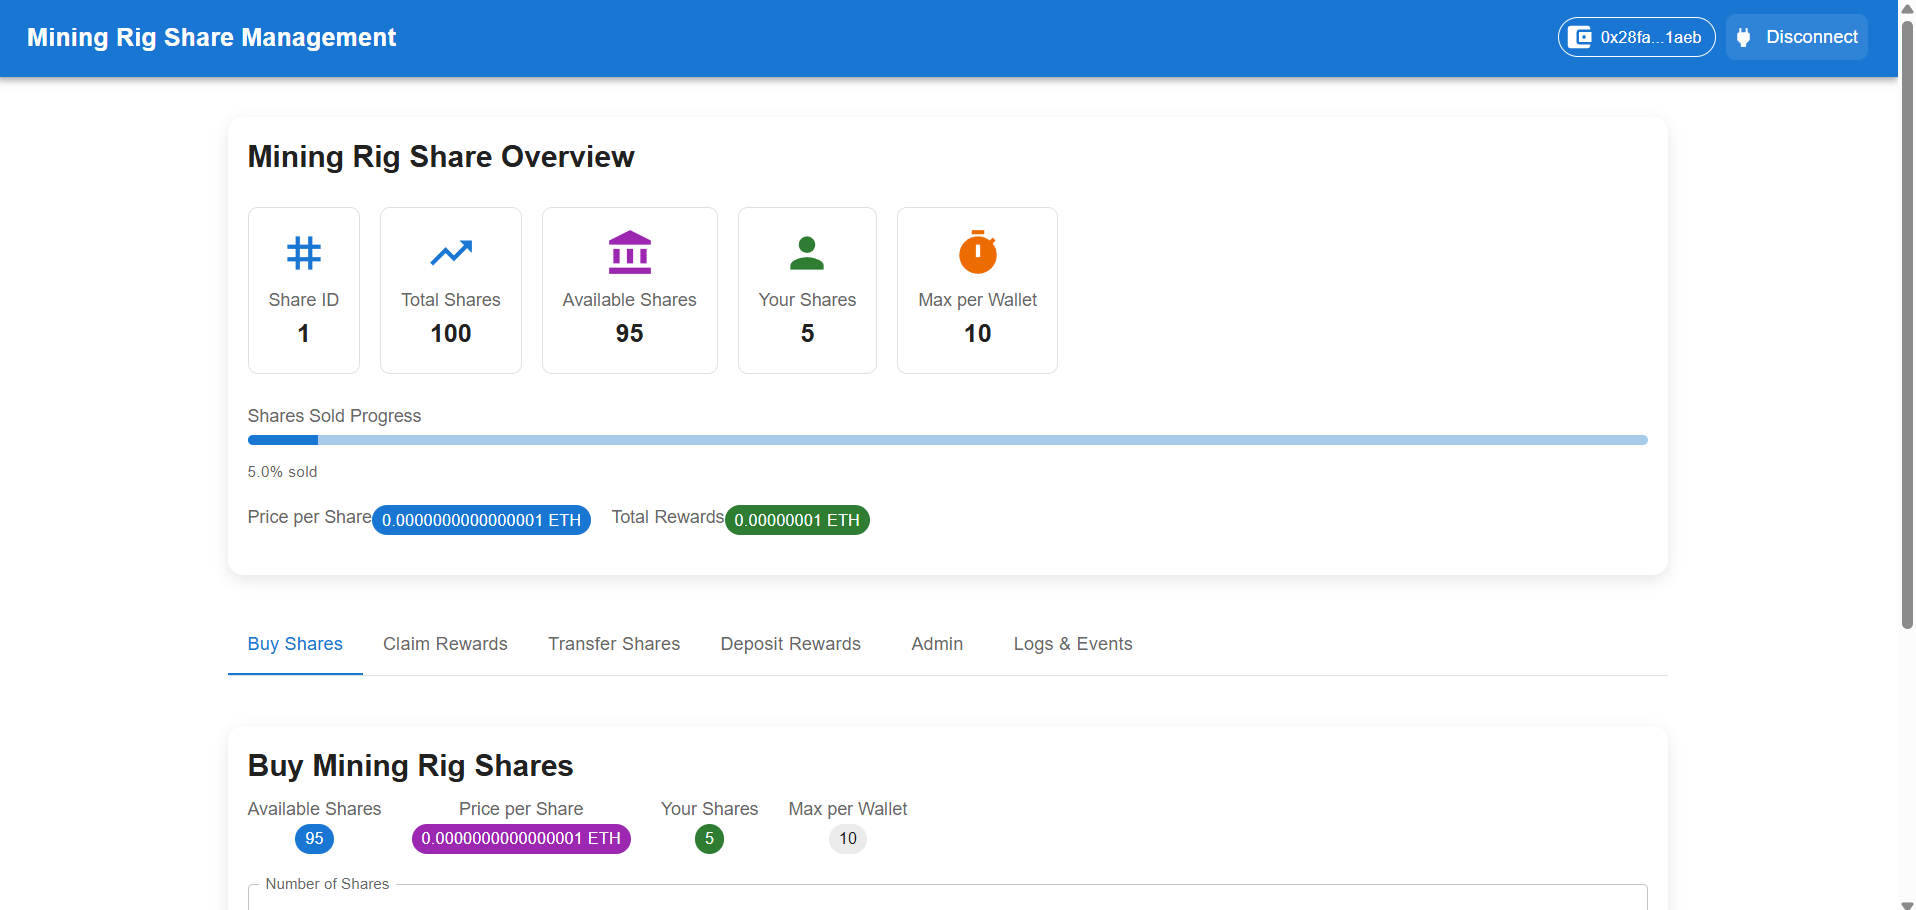 Mining Rig Share Management
0x28fa...1aeb
Disconnect
Mining Rig Share Overview
Share ID
1
Total Shares
100
Available Shares
95
Your Shares
5
Max per Wallet
10
Shares Sold Progress
5.0% sold
Price per Share 0.0000000000000001 ETH Total Rewards 0.00000001 ETH
Buy Shares Claim Rewards Transfer Shares Deposit Rewards Admin Logs & Events
Buy Mining Rig Shares
Available Shares
95
Price per Share
0.0000000000000001 ETH
Your Shares
5
Max per Wallet
10
Number of Shares